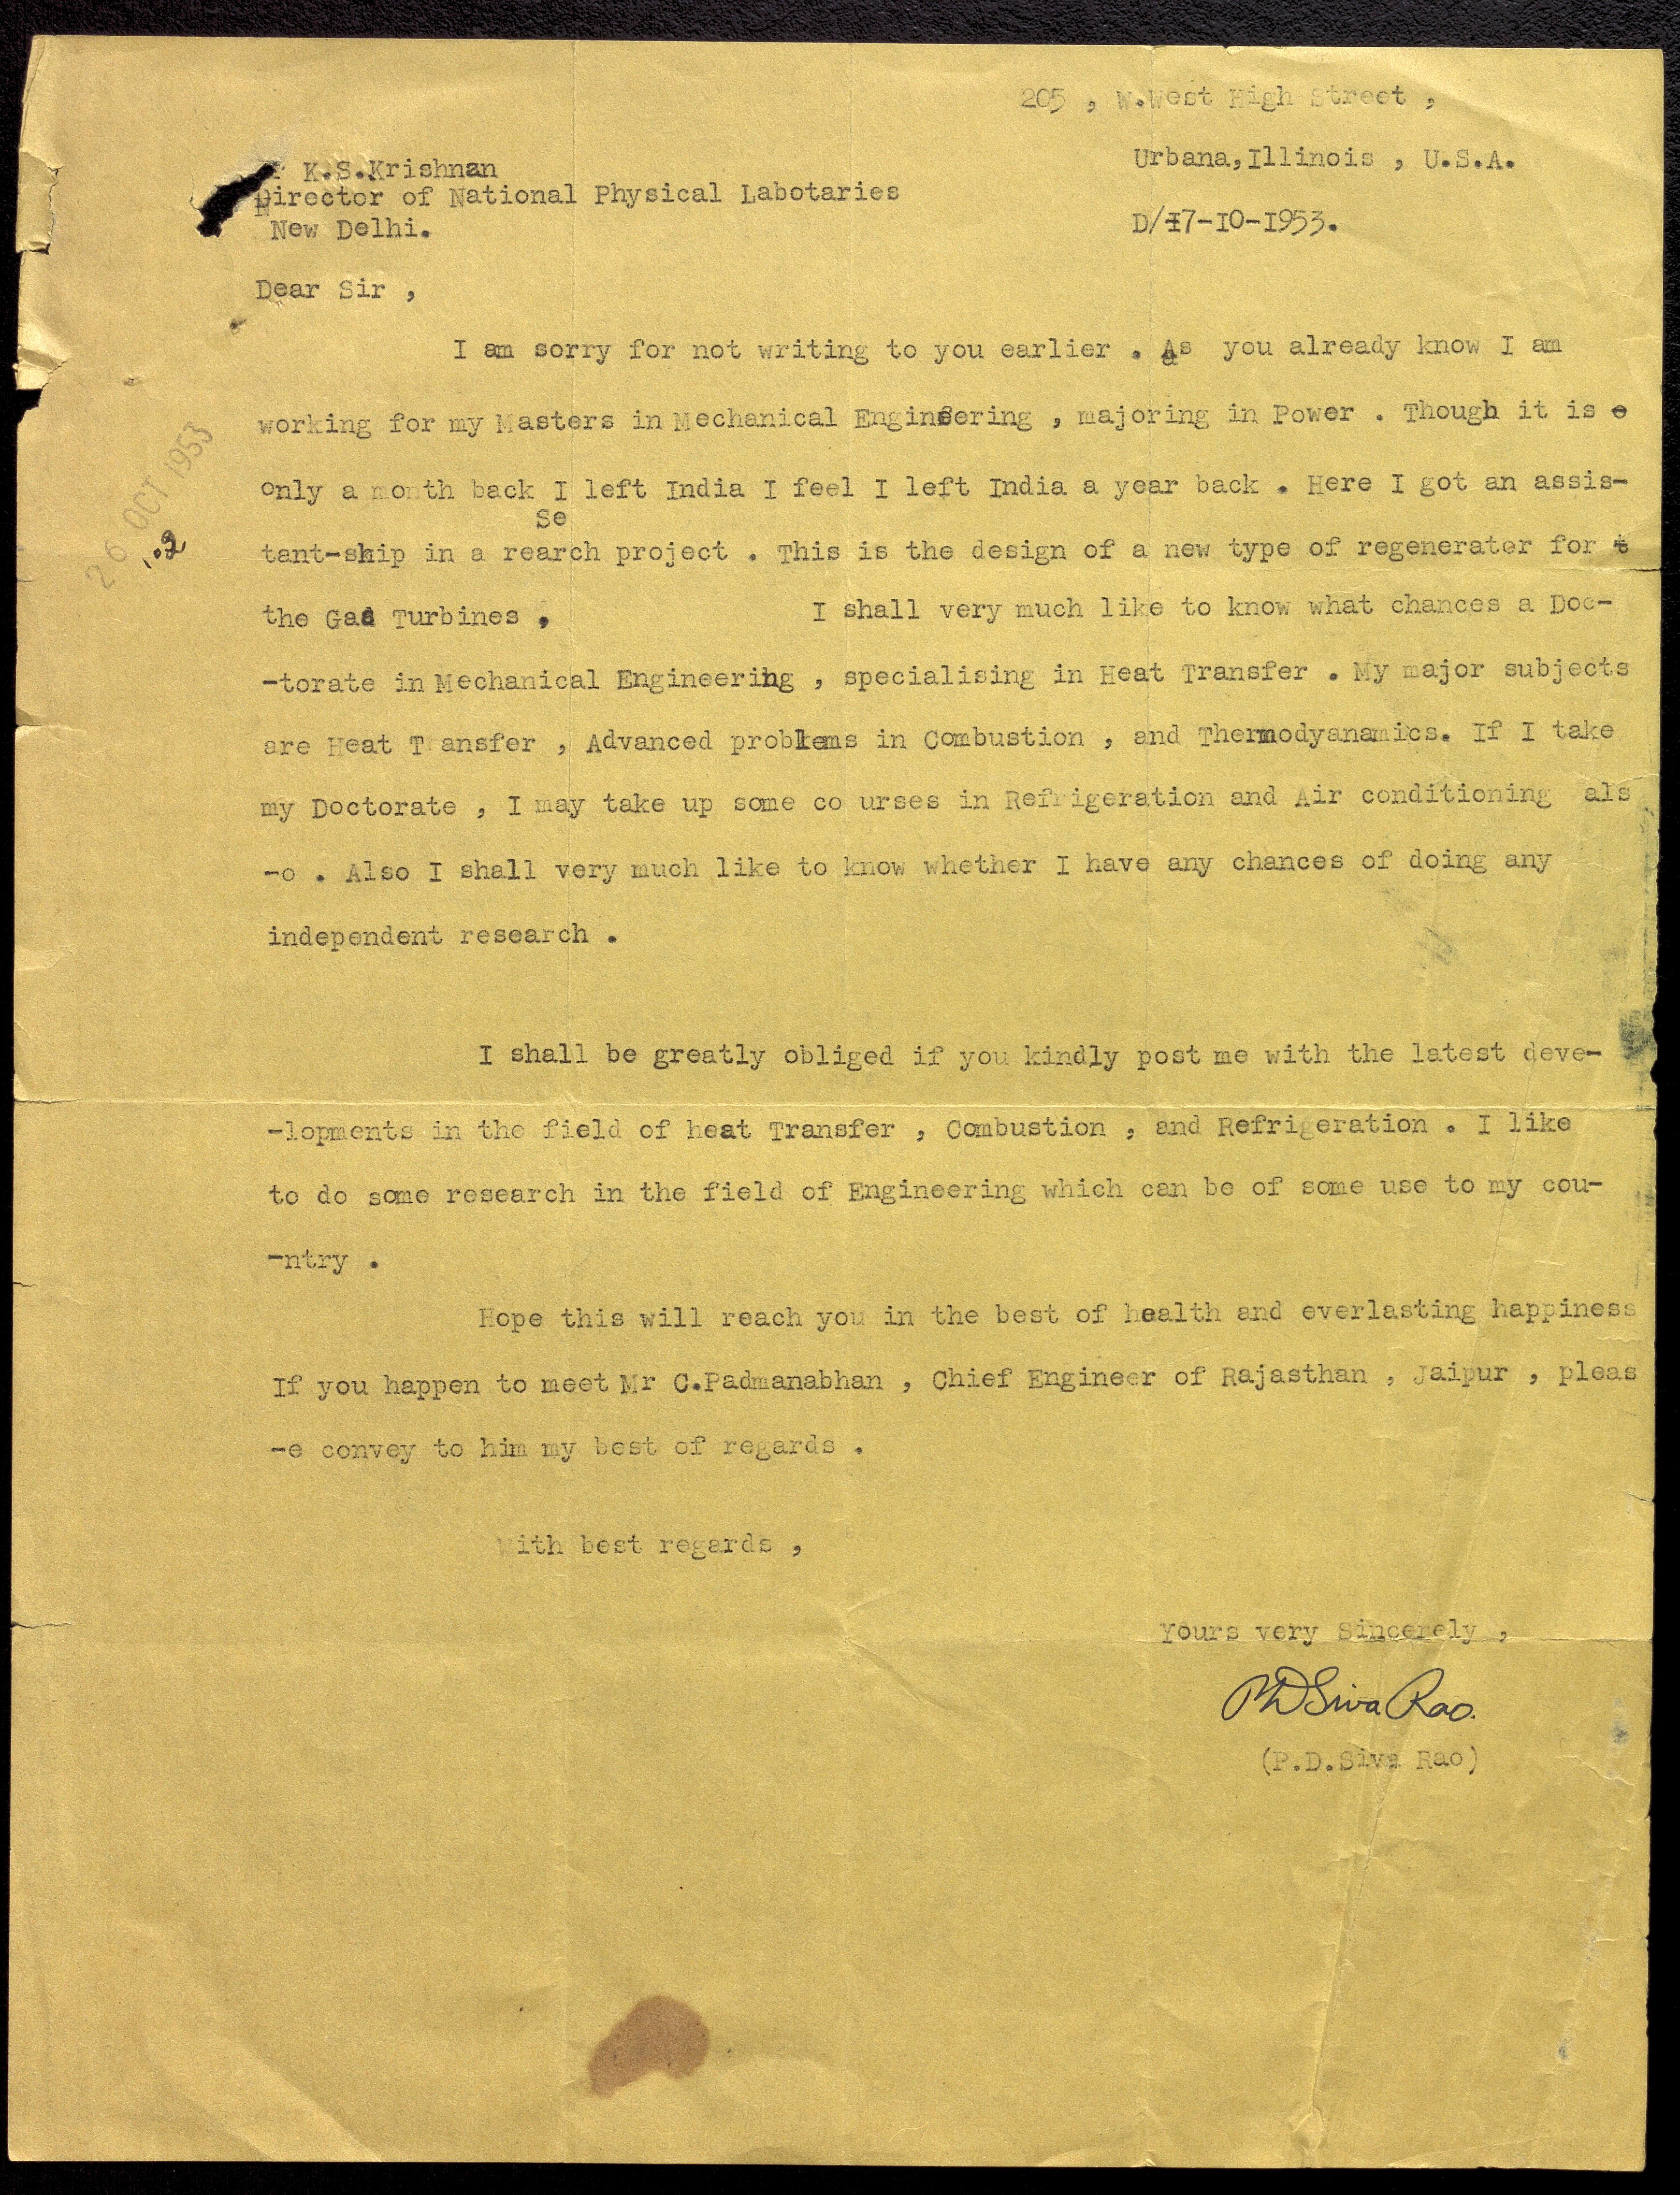 205 , W.West High Street ,
Urbana,Illinois , U.S.A.
D/17-10-1953.
K.S.Krishnan
Director of National Physical Labotaries
New Delhi.
Dear Sir ,
I am sorry for not writing to you earlier . As you already know I am
working for my Masters in Mechanical Engineering , majoring in Power . Though it is
only a month back I left India I feel I left India a year back . Here I got an assis-
se
tant-ship in a rearch project . This is the design of a new type of regenerator for
the Gas Turbines , I shall very much like to know what chances a Doc-
-torate in Mechanical Engineering , specialising in Heat Transfer . My major subjects
are Heat Transfer , Advanced problems in Combustion , and Thermodyanamics. If I take
my Doctorate , I may take up some co urses in Refrigeration and Air conditioning als
-o . Also I shall very much like to know whether I have any chances of doing any
independent research .
I shall be greatly obliged if you kindly post me with the latest deve-
-lopments in the field of heat Transfer , Combustion , and Refrigeration . I like
to do some research in the field of Engineering which can be of some use to my cou-
-ntry .
Hope this will reach you in the best of health and everlasting happiness
If you happen to meet Mr C.Padmanabhan , Chief Engineer of Rajasthan , Jaipur , pleas
-e convey to him my best of regards .
With best regards ,
Yours very Sincerely ,
PD Siva Rao.
(P.D.Siva Rao)
26 OCT 1953